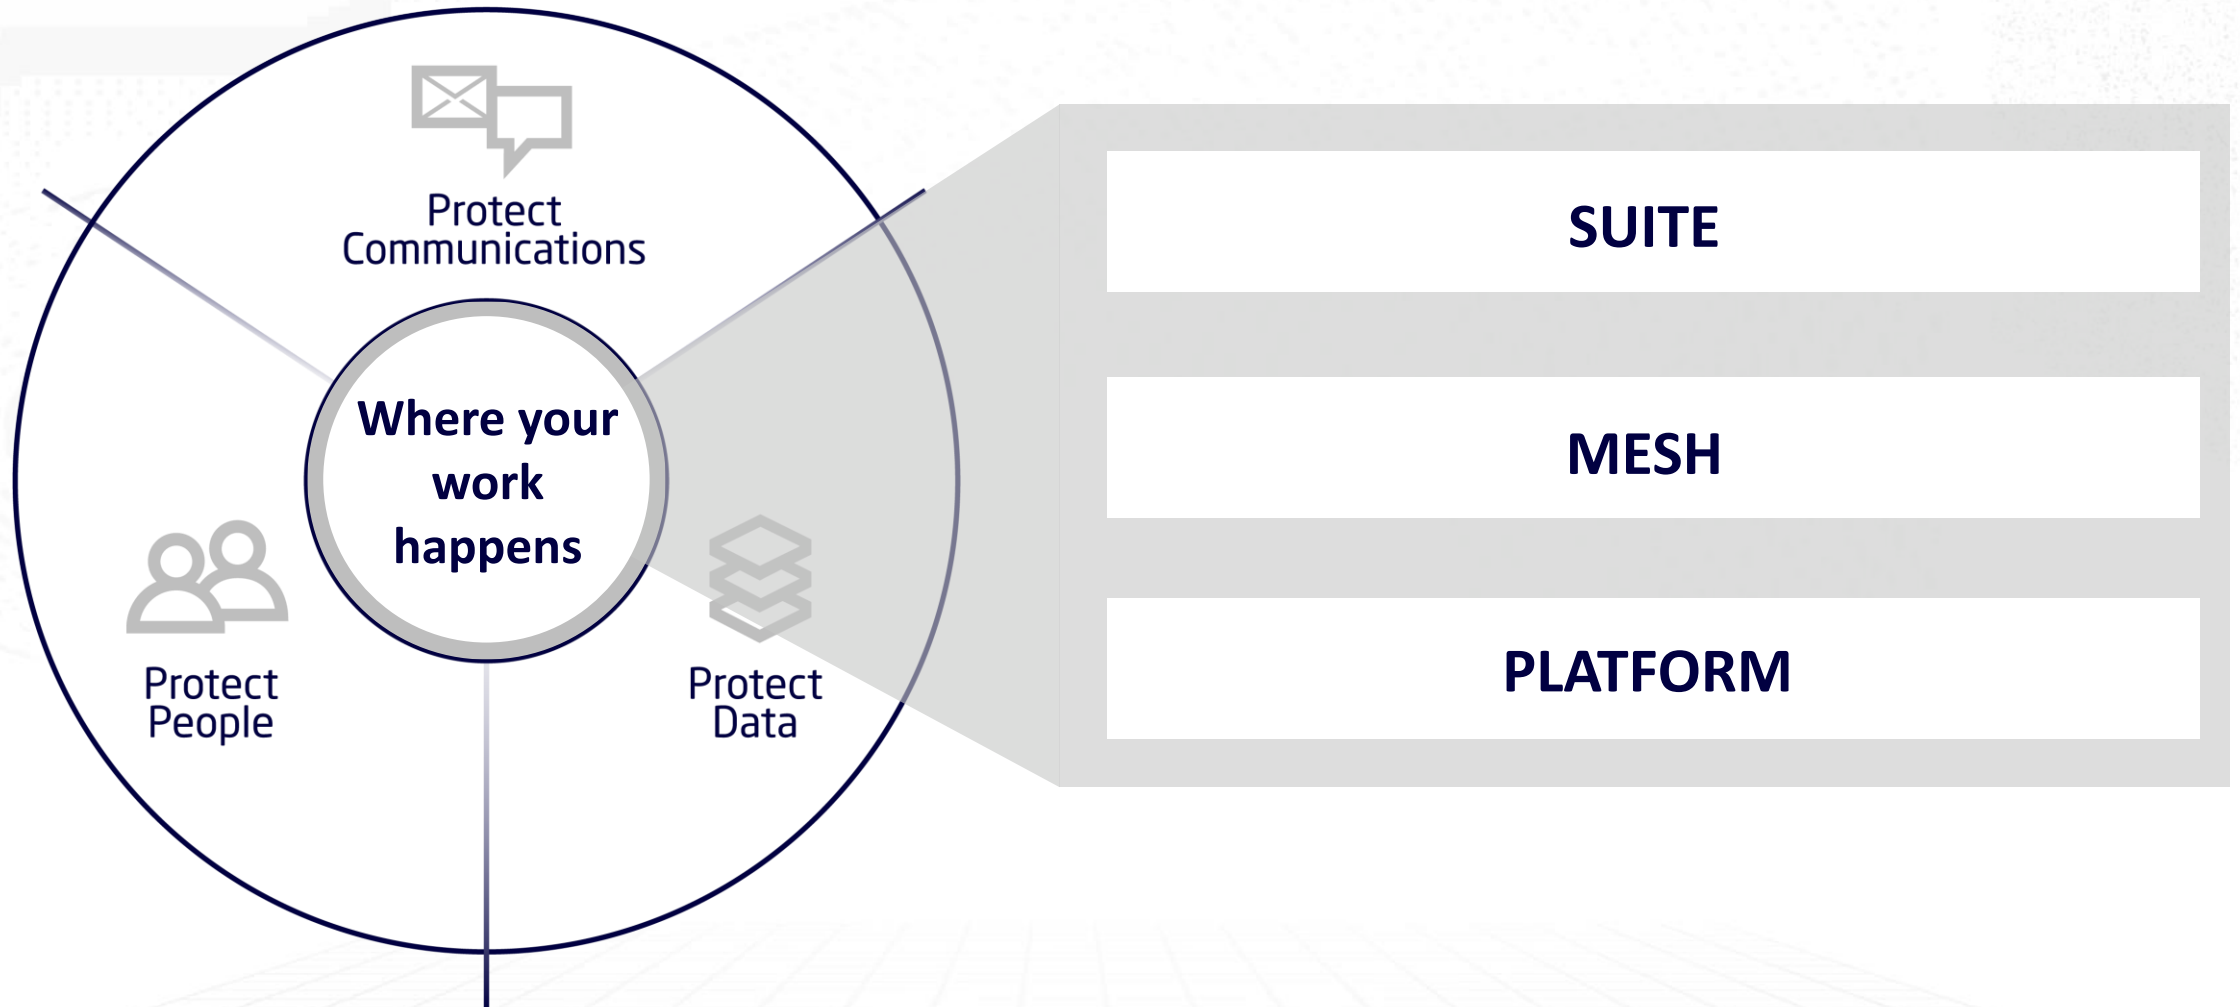 Protect
Communications
Where your
work
happens
Protect
People
Protect
Data
SUITE
MESH
PLATFORM